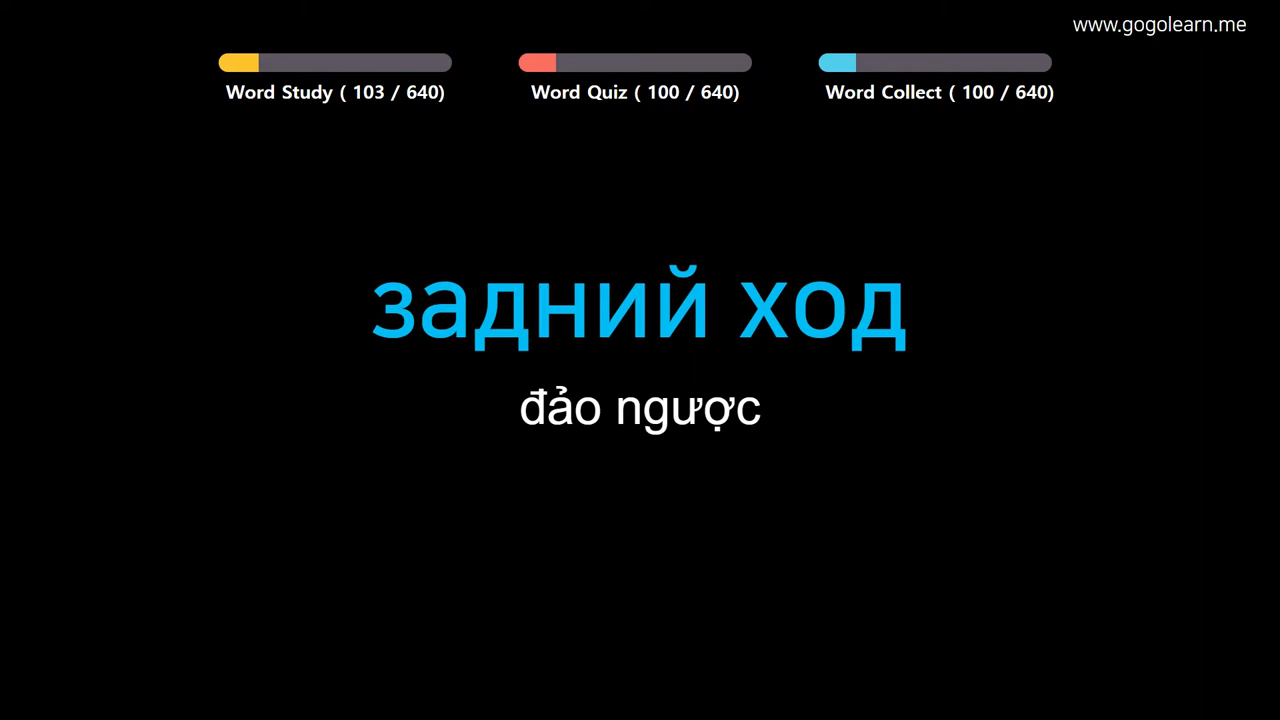 www.gogolearn.me
Word Study ( 103 / 640)
Word Quiz ( 100 / 640)
Word Collect ( 100 / 640)
задний ход
đảo ngược